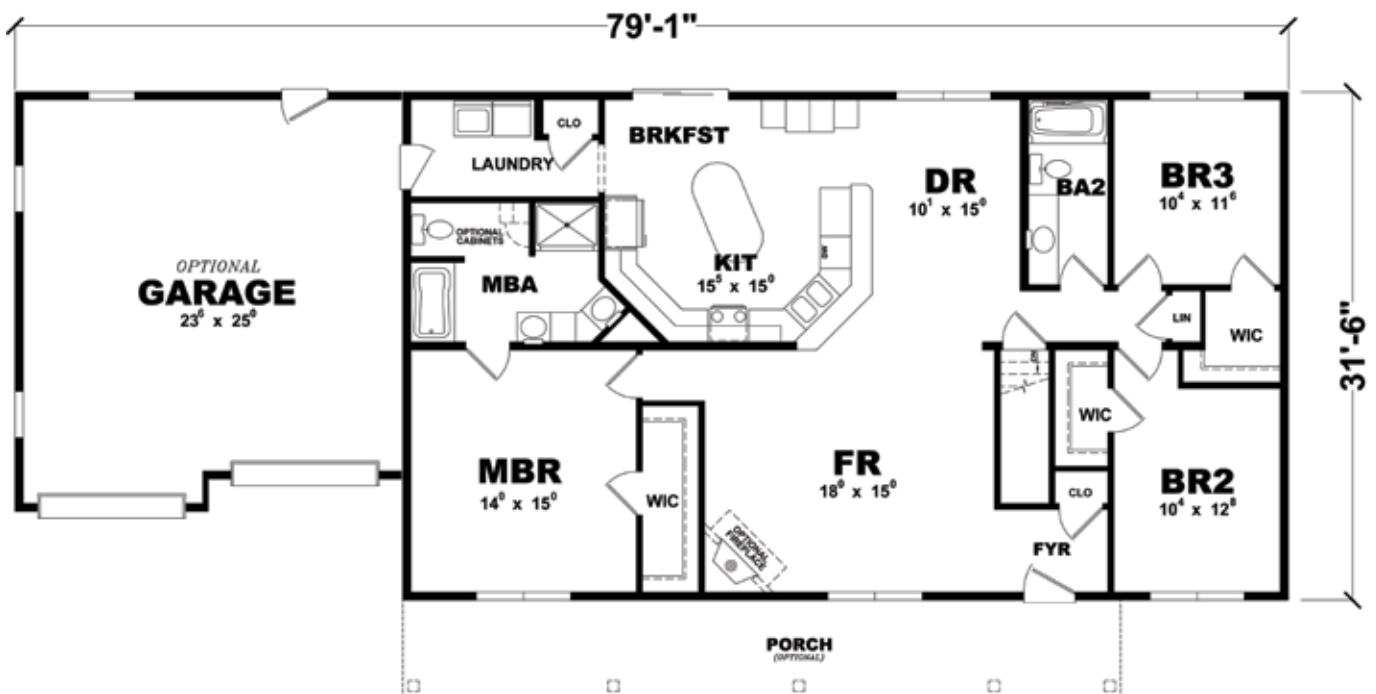 79'-1"
BRKFST
CLO
LAUNDRY
DR
10¹ x 15⁰
BA2
BR3
10⁴ x 11⁶
OPTIONAL
CABINETS
OPTIONAL
GARAGE
23⁶ x 25⁰
MBA
KIT
15⁵ x 15⁰
LIN
WIC
31'-6"
WIC
MBR
14⁰ x 15⁰
WIC
FR
18⁰ x 15⁰
CLO
BR2
10⁴ x 12⁸
OPTIONAL
FIREPLACE
FYR
PORCH
(OPTIONAL)